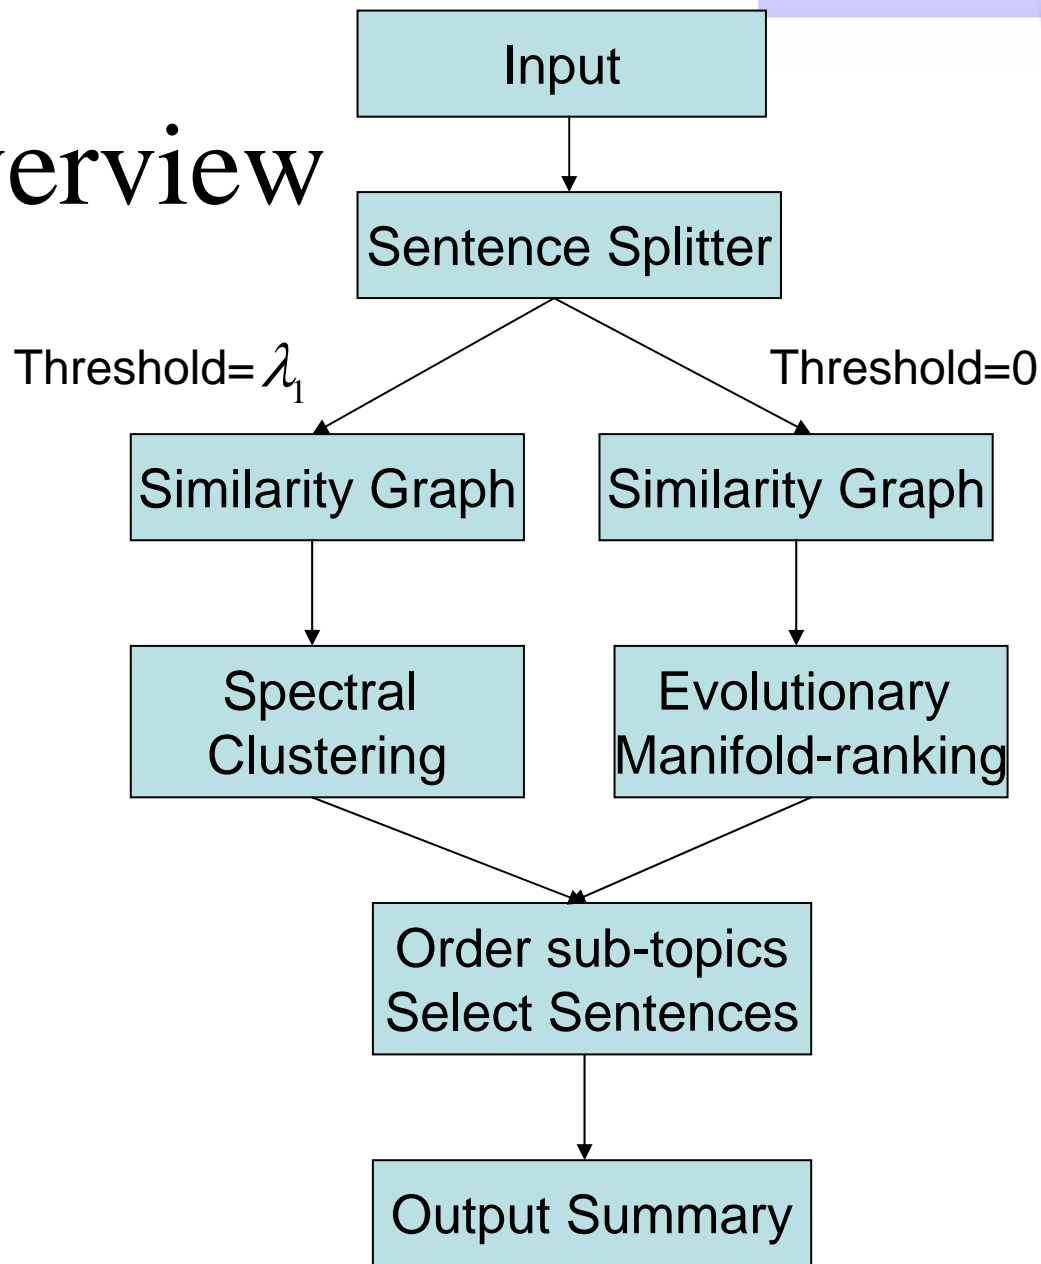 Input
verview
Sentence Splitter
Threshold= λ₁
Threshold=0
Similarity Graph
Similarity Graph
Spectral
Clustering
Evolutionary
Manifold-ranking
Order sub-topics
Select Sentences
Output Summary